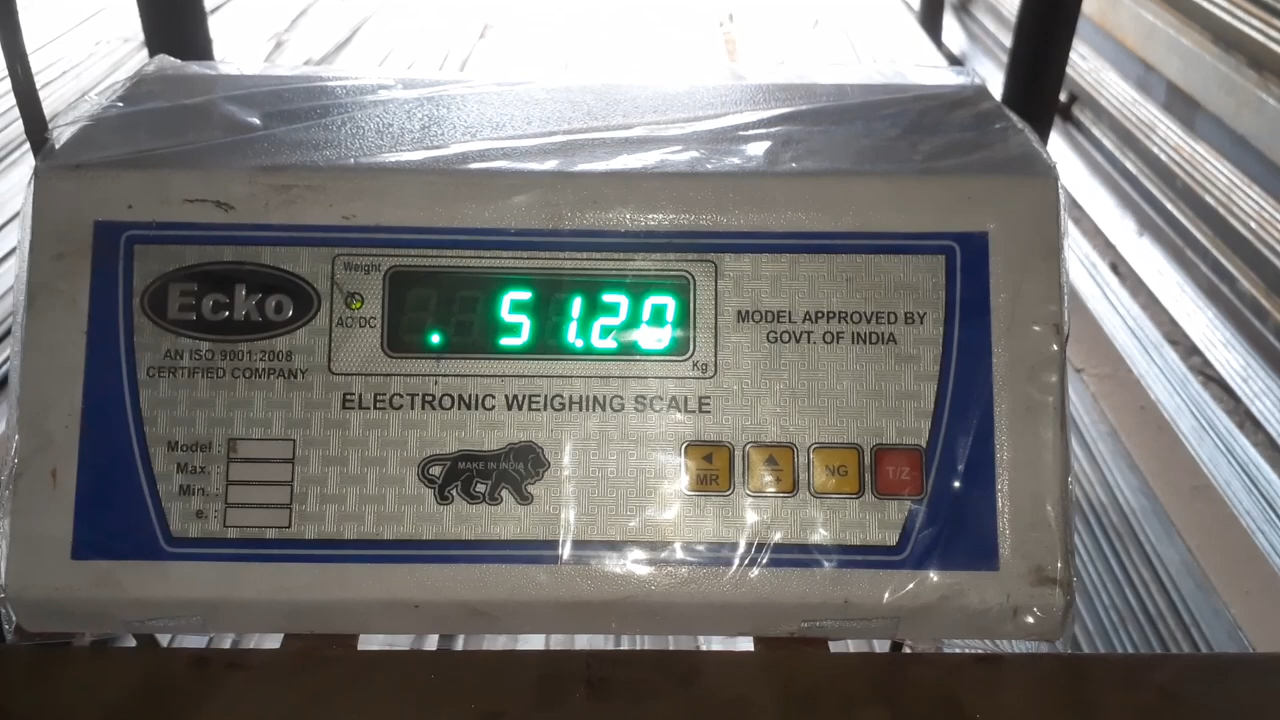 Weight
Ecko
AC/DC
. 51.20
Kg
AN ISO 9001:2008
CERTIFIED COMPANY
MODEL APPROVED BY
GOVT. OF INDIA
ELECTRONIC WEIGHING SCALE
Model :
Max. :
Min. :
e. :
MAKE IN INDIA
MR
NG
T/Z